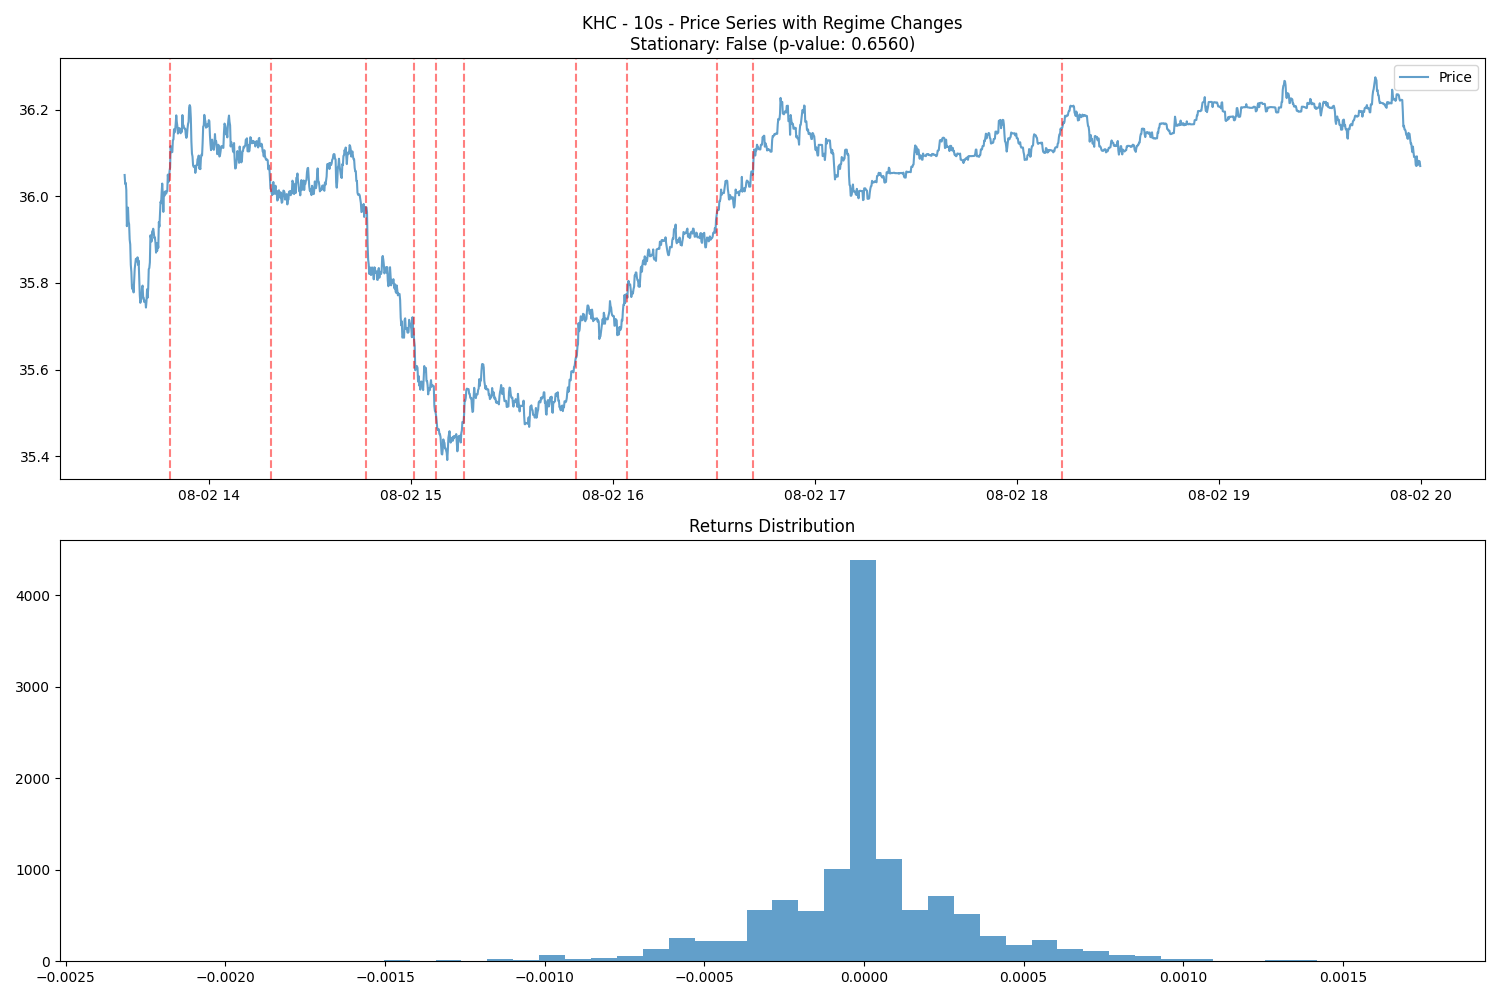 KHC - 10s - Price Series with Regime Changes
Stationary: False (p-value: 0.6560)
Price
36.2
36.0
35.8
35.6
35.4
08-02 14 08-02 15 08-02 16 08-02 17 08-02 18 08-02 19 08-02 20
Returns Distribution
4000
3000
2000
1000
0
−0.0025 −0.0020 −0.0015 −0.0010 −0.0005 0.0000 0.0005 0.0010 0.0015